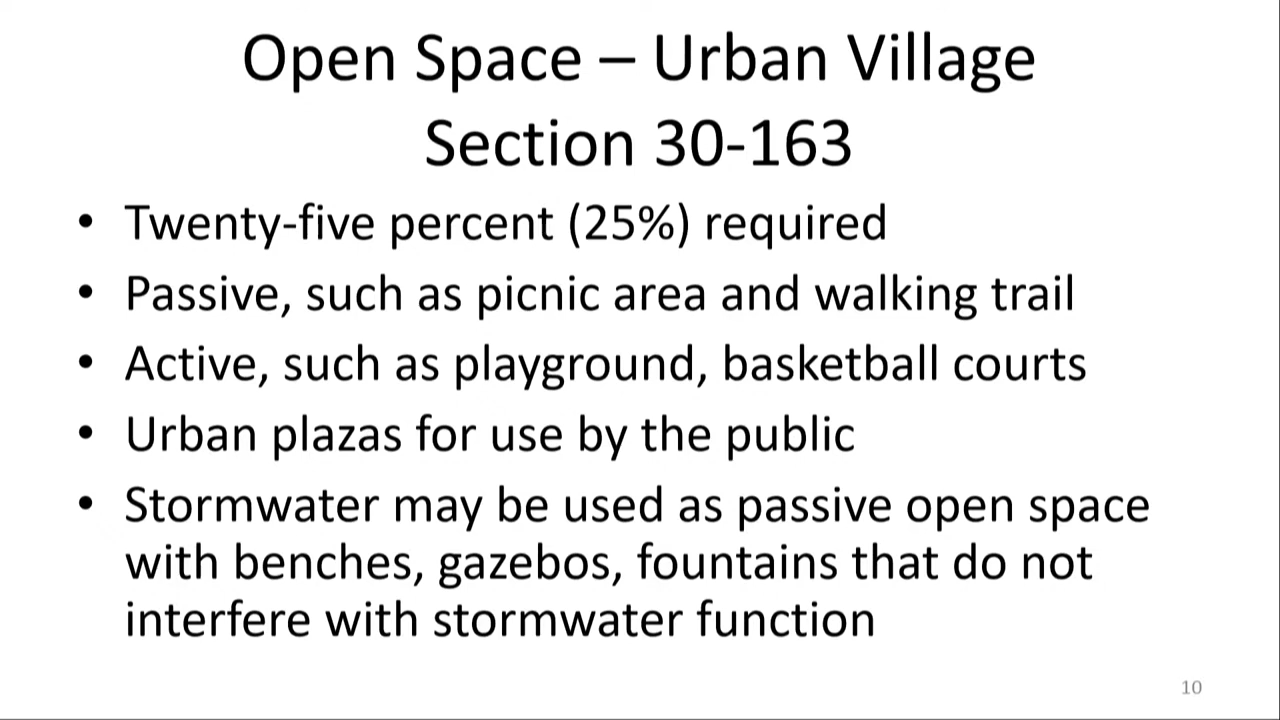 Open Space – Urban Village
Section 30-163
• Twenty-five percent (25%) required
• Passive, such as picnic area and walking trail
• Active, such as playground, basketball courts
• Urban plazas for use by the public
• Stormwater may be used as passive open space
with benches, gazebos, fountains that do not
interfere with stormwater function
10